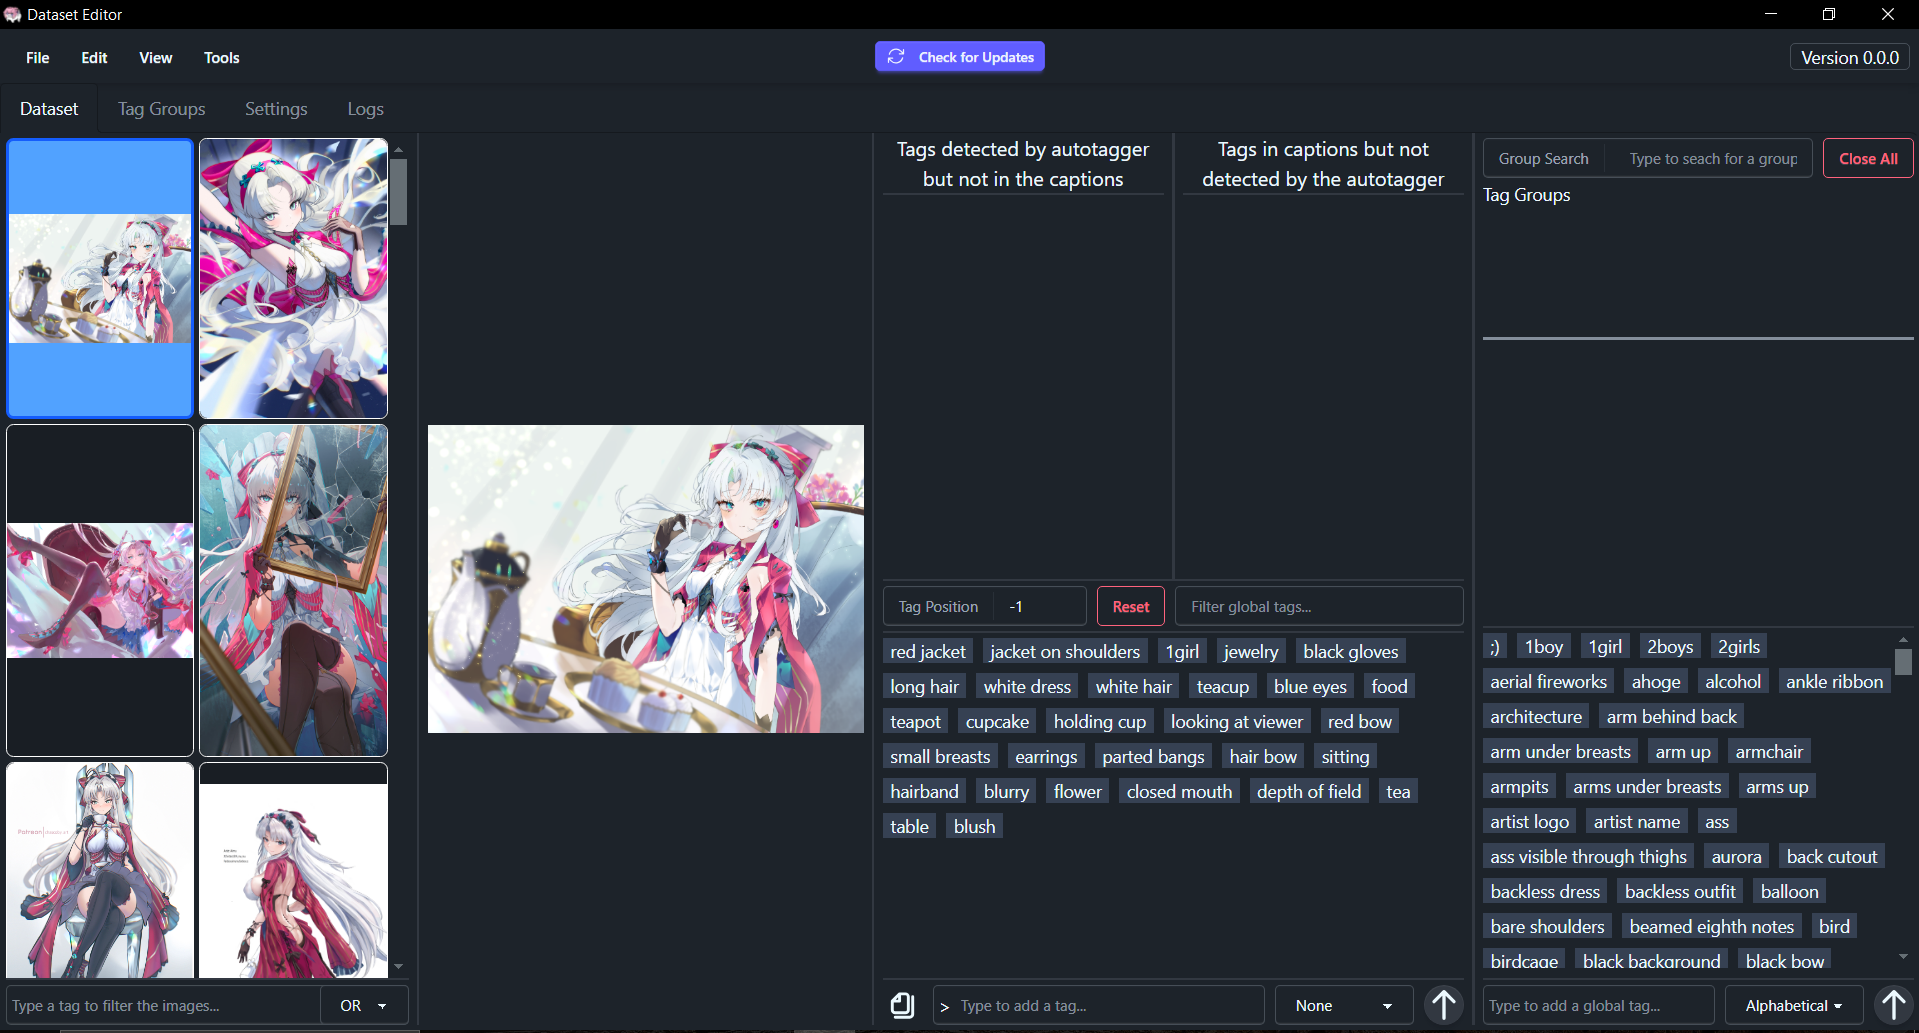 Dataset Editor
File Edit View Tools
Check for Updates
Version 0.0.0
Dataset Tag Groups Settings Logs
Tags detected by autotagger
but not in the captions
Tags in captions but not
detected by the autotagger
Group Search Type to seach for a group
Close All
Tag Groups
Tag Position -1
Reset
Filter global tags...
red jacket jacket on shoulders 1girl jewelry black gloves
long hair white dress white hair teacup blue eyes food
teapot cupcake holding cup looking at viewer red bow
small breasts earrings parted bangs hair bow sitting
hairband blurry flower closed mouth depth of field tea
table blush
;) 1boy 1girl 2boys 2girls
aerial fireworks ahoge alcohol ankle ribbon
architecture arm behind back
arm under breasts arm up armchair
armpits arms under breasts arms up
artist logo artist name ass
ass visible through thighs aurora back cutout
backless dress backless outfit balloon
bare shoulders beamed eighth notes bird
birdcage black background black bow
Patreon
Type a tag to filter the images...
OR
> Type to add a tag...
None
Type to add a global tag...
Alphabetical